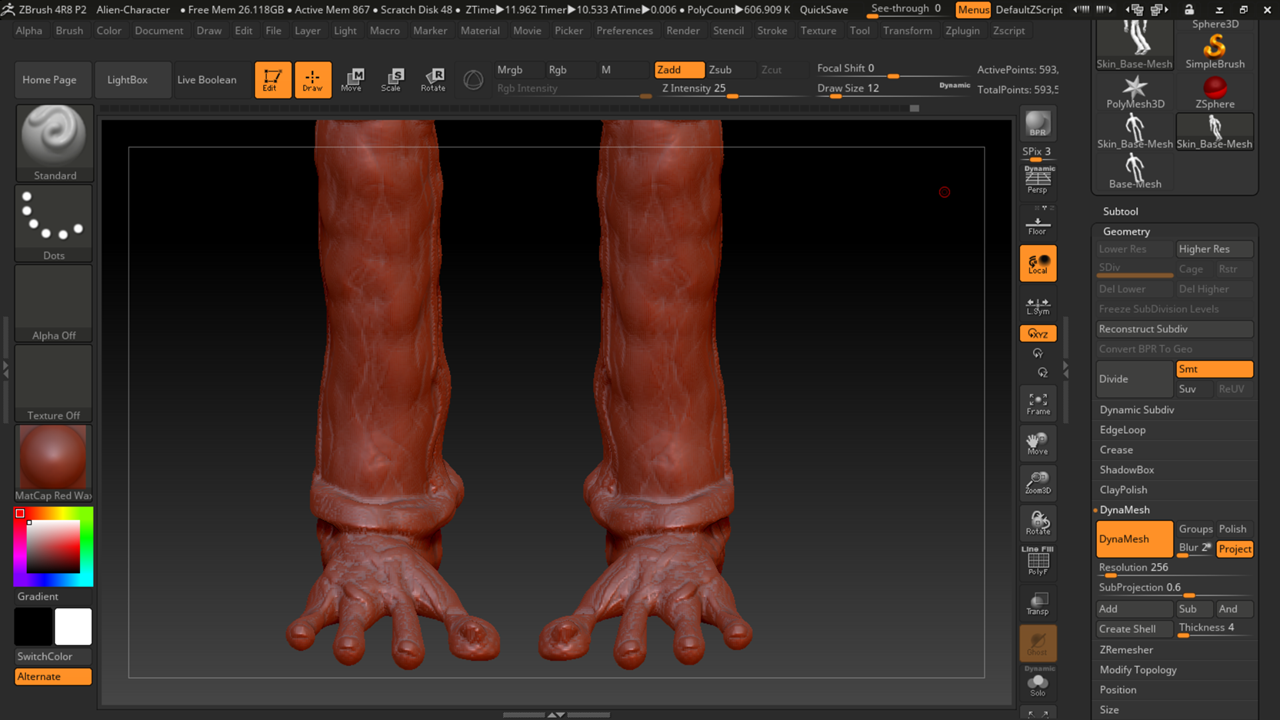 ZBrush 4R8 P2 Alien-Character ● Free Mem 26.118GB ● Active Mem 867 ● Scratch Disk 48 ● ZTime▶11.962 Timer▶10.533 ATime▶0.006 ● PolyCount▶606.909 K QuickSave See-through 0 Menus DefaultZScript
Alpha Brush Color Document Draw Edit File Layer Light Macro Marker Material Movie Picker Preferences Render Stencil Stroke Texture Tool Transform Zplugin Zscript
Home Page LightBox Live Boolean
Edit Draw Move Scale Rotate
M S R
Mrgb Rgb M Zadd Zsub Zcut Focal Shift 0 ActivePoints: 593,
Rgb Intensity Z Intensity 25 Draw Size 12 Dynamic TotalPoints: 593,5
Standard
Dots
Alpha Off
Texture Off
MatCap Red Wax
Gradient
SwitchColor
Alternate
BPR
SPix 3
Dynamic
Persp
Floor
Local
L.Sym
XYZ
Y
Z
Frame
Move
Zoom3D
Rotate
Line Fill
PolyF
Transp
Ghost
Dynamic
Solo
Sphere3D
Skin_Base-Mesh SimpleBrush
PolyMesh3D ZSphere
Skin_Base-Mesh Skin_Base-Mesh
Base-Mesh
Subtool
Geometry
Lower Res Higher Res
SDiv Cage Rstr
Del Lower Del Higher
Freeze SubDivision Levels
Reconstruct Subdiv
Convert BPR To Geo
Divide Smt
Suv ReUV
Dynamic Subdiv
EdgeLoop
Crease
ShadowBox
ClayPolish
DynaMesh
DynaMesh Groups Polish
Blur 2 Project
Resolution 256
SubProjection 0.6
Add Sub And
Create Shell Thickness 4
ZRemesher
Modify Topology
Position
Size